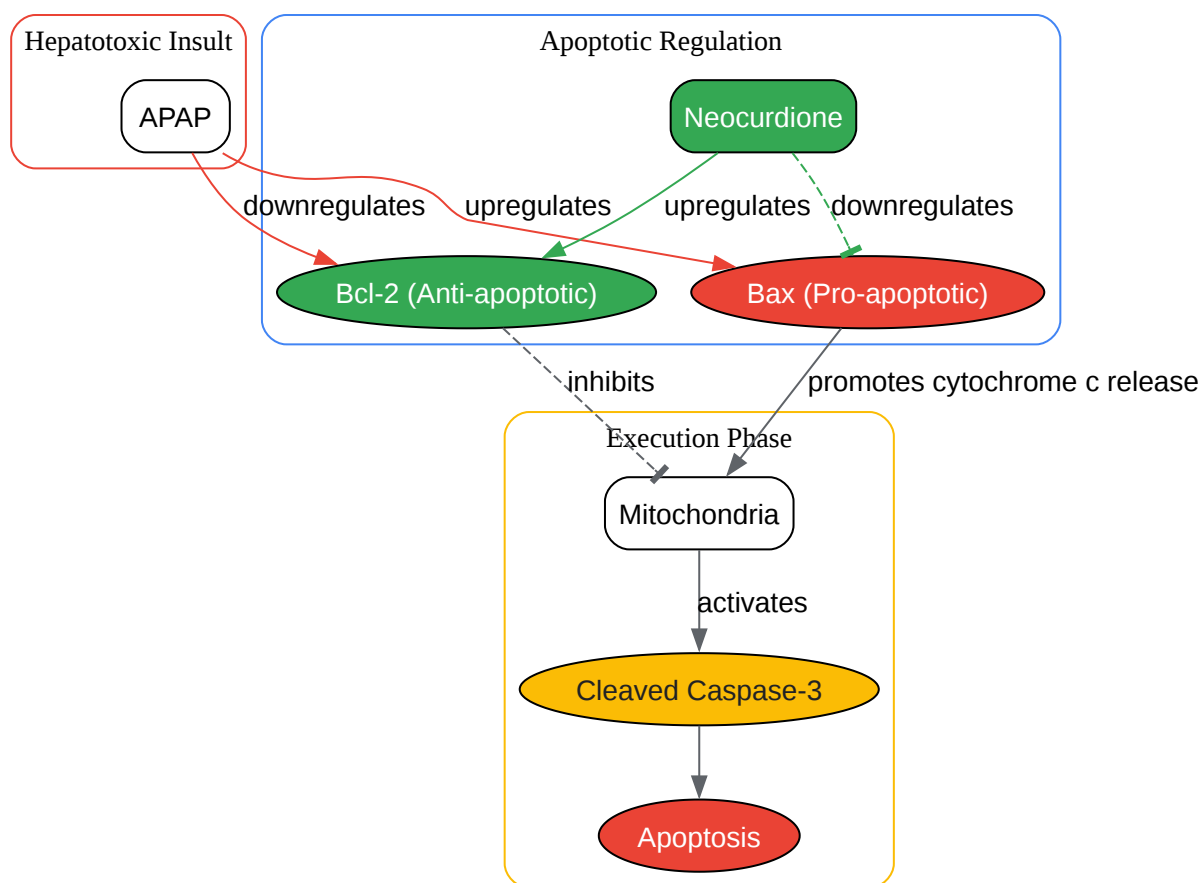 Hepatotoxic Insult
Apoptotic Regulation
APAP
Neocurdione
downregulates
upregulates
upregulates
downregulates
Bcl-2 (Anti-apoptotic)
Bax (Pro-apoptotic)
inhibits
promotes cytochrome c release
Execution Phase
Mitochondria
activates
Cleaved Caspase-3
Apoptosis